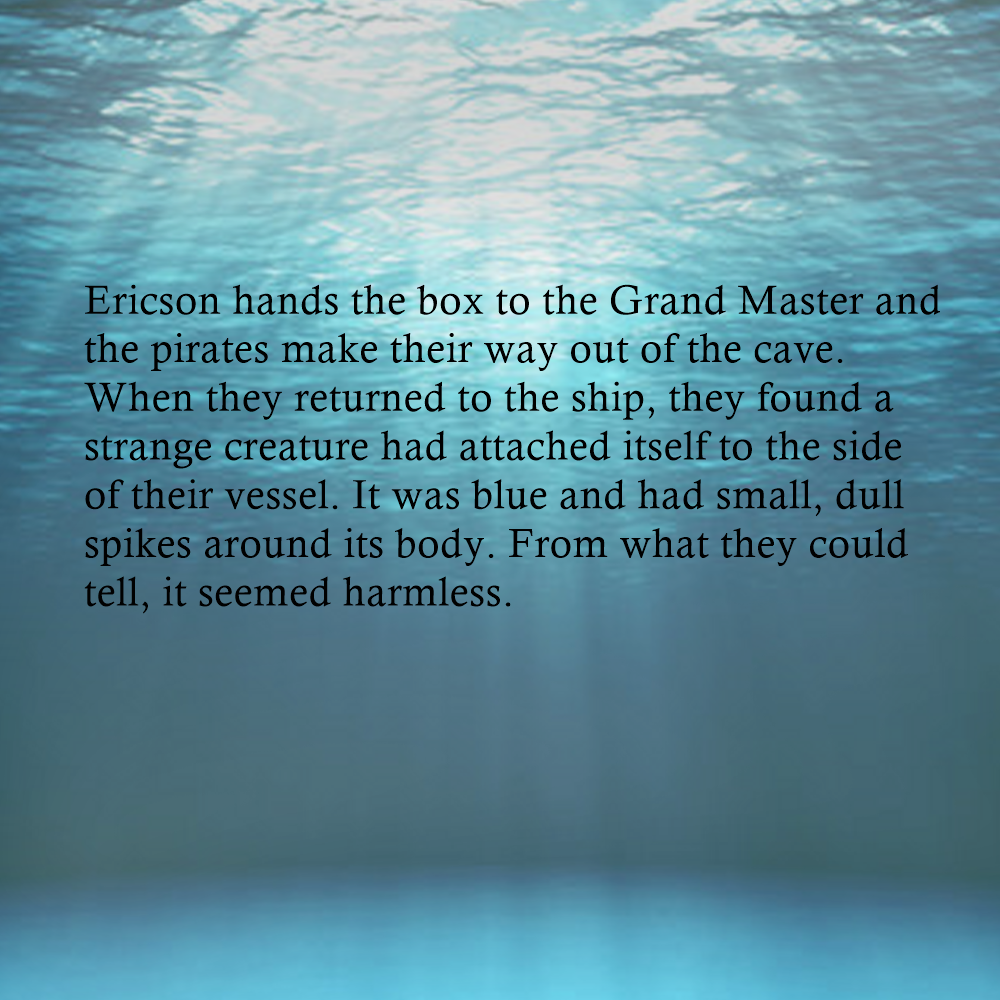 Ericson hands the box to the Grand Master and
the pirates make their way out of the cave.
When they returned to the ship, they found a
strange creature had attached itself to the side
of their vessel. It was blue and had small, dull
spikes around its body. From what they could
tell, it seemed harmless.